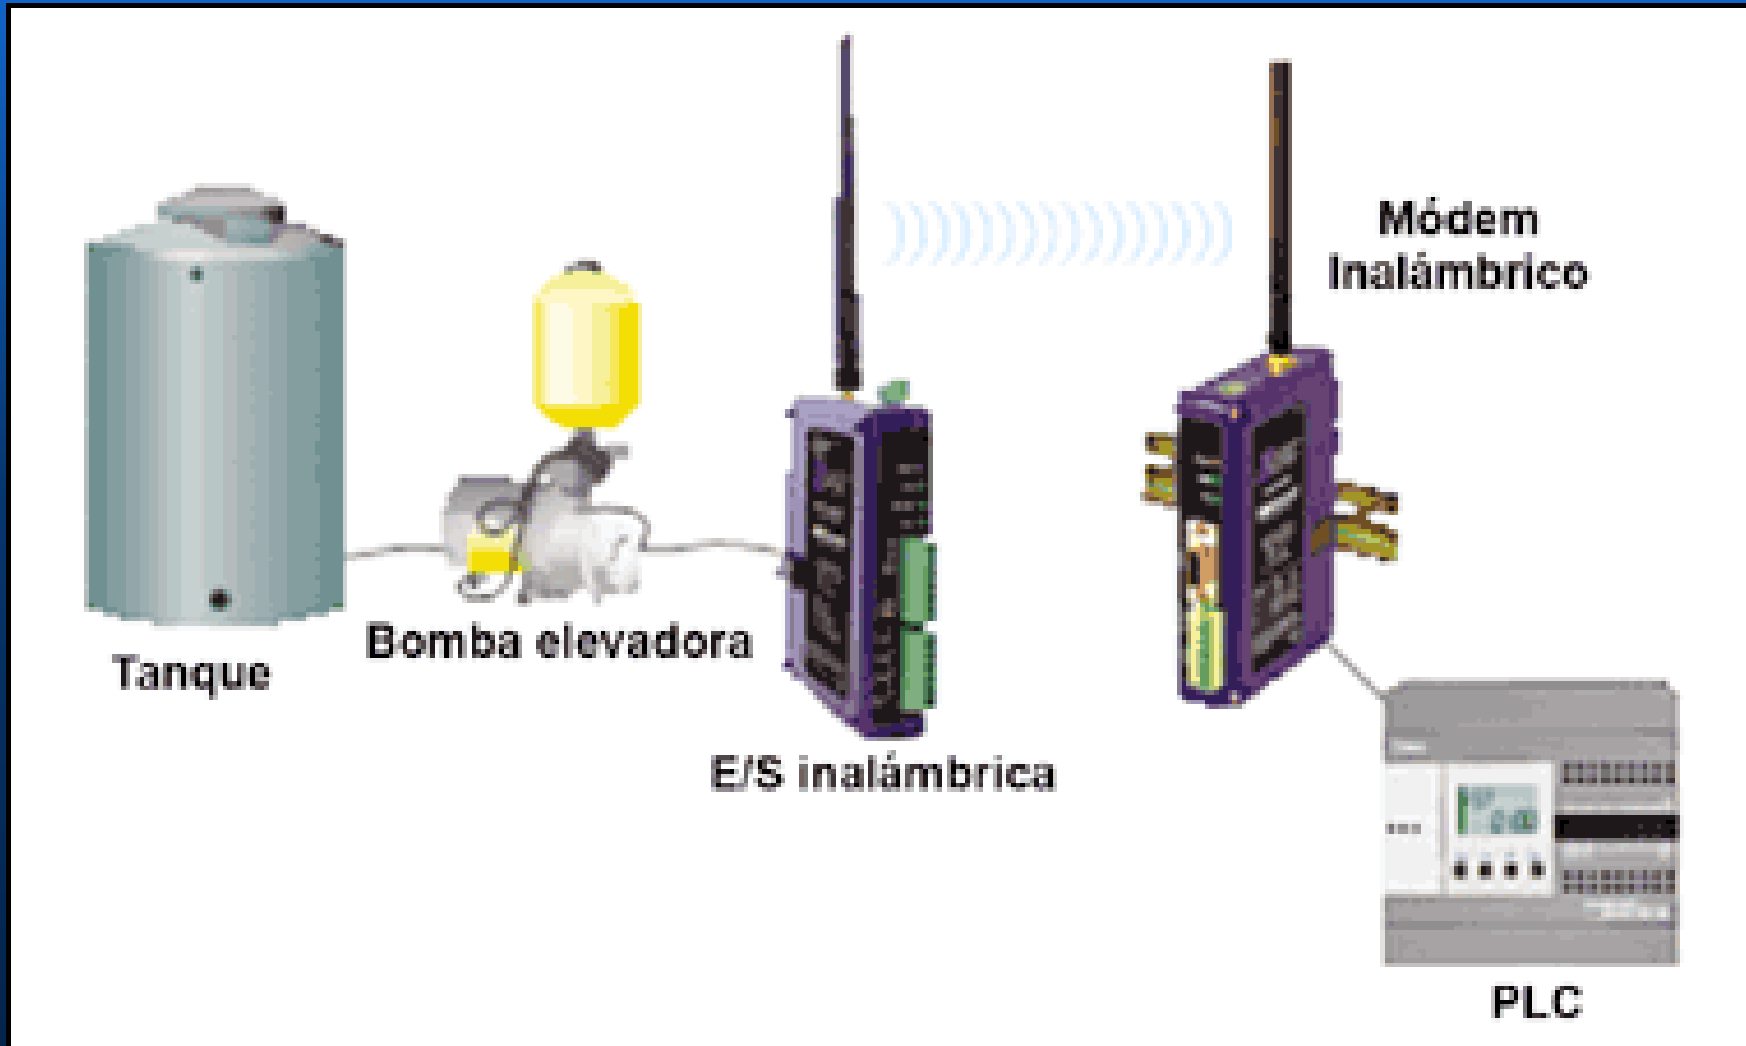 Módem
Inalámbrico
Tanque
Bomba elevadora
E/S inalámbrica
PLC